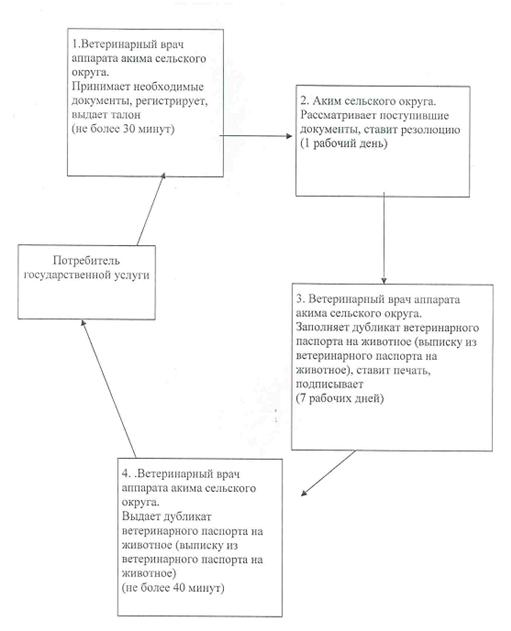 1.Ветеринарный врач
аппарата акима сельского
округа.
Принимает необходимые
документы, регистрирует,
выдает талон
(не более 30 минут)
2. Аким сельского округа.
Рассматривает поступившие
документы, ставит резолюцию
(1 рабочий день)
Потребитель
государственной услуги
3. Ветеринарный врач аппарата
акима сельского округа.
Заполняет дубликат ветеринарного
паспорта на животное (выписку из
ветеринарного паспорта на
животное), ставит печать,
подписывает
(7 рабочих дней)
4. .Ветеринарный врач
аппарата акима сельского
округа.
Выдает дубликат
ветеринарного паспорта на
животное (выписку из
ветеринарного паспорта на
животное)
(не более 40 минут)